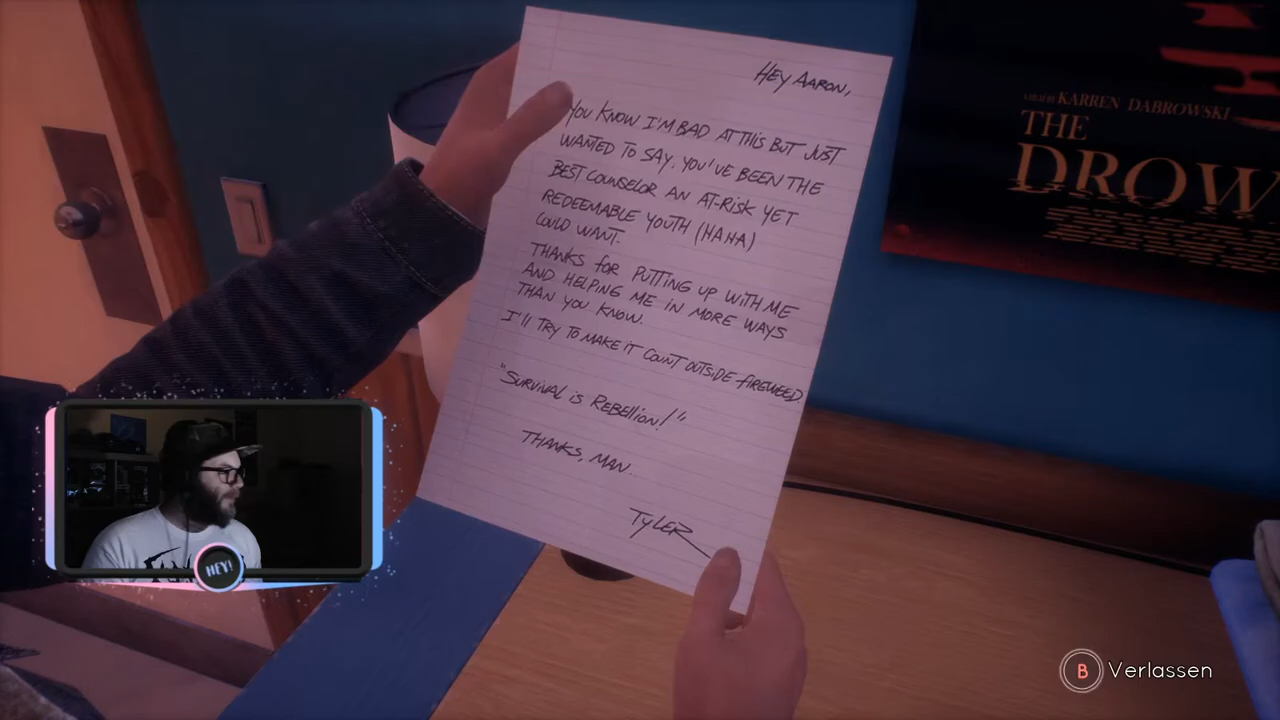 HEY AARON,
YOU KNOW I'M BAD AT THIS BUT JUST
WANTED TO SAY. YOU'VE BEEN THE
BEST COUNSELOR AN AT-RISK YET
REDEEMABLE YOUTH (HAHA)
COULD WANT.
THANKS FOR PUTTING UP WITH ME
AND HELPING ME IN MORE WAYS
THAN YOU KNOW.
I'LL TRY TO MAKE IT COUNT OUTSIDE FIREWEED.
"SURVIVAL IS REBELLION!"
THANKS, MAN.
TYLER
KARREN DABROWSKI
THE
DROW
HEY!
B Verlassen